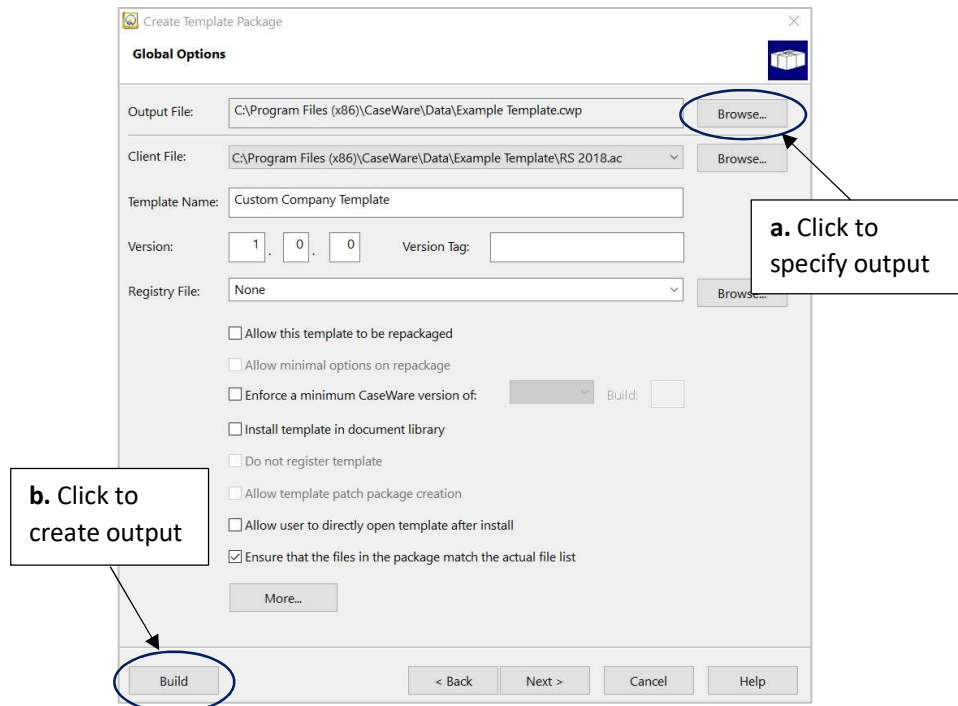 Create Template Package
Global Options
Output File: C:\Program Files (x86)\CaseWare\Data\Example Template.cwp Browse...
Client File: C:\Program Files (x86)\CaseWare\Data\Example Template\RS 2018.ac Browse...
Template Name: Custom Company Template
a. Click to
specify output
Version: 1 . 0 . 0 Version Tag:
Registry File: None Browse...
Allow this template to be repackaged
Allow minimal options on repackage
Enforce a minimum CaseWare version of: Build:
Install template in document library
Do not register template
b. Click to
create output
Allow template patch package creation
Allow user to directly open template after install
Ensure that the files in the package match the actual file list
More...
Build < Back Next > Cancel Help